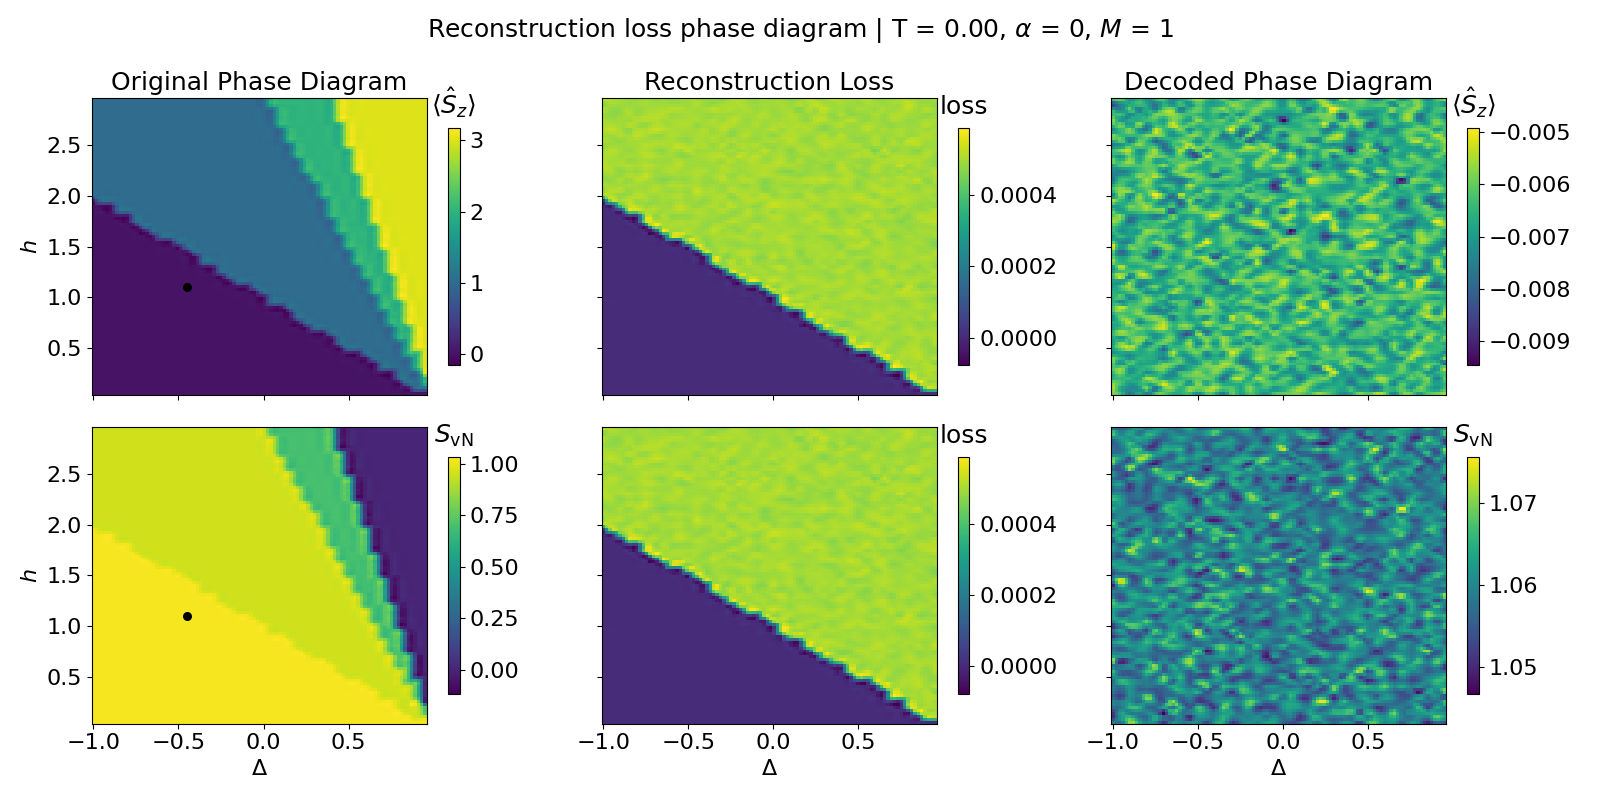 Reconstruction loss phase diagram | T = 0.00, α = 0, M = 1
Original Phase Diagram
Reconstruction Loss
Decoded Phase Diagram
⟨Ŝz⟩
loss
⟨Ŝz⟩
h
2.5
2.0
1.5
1.0
0.5
3
2
1
0
0.0004
0.0002
0.0000
−0.005
−0.006
−0.007
−0.008
−0.009
SvN
loss
SvN
h
2.5
2.0
1.5
1.0
0.5
1.00
0.75
0.50
0.25
0.00
0.0004
0.0002
0.0000
1.07
1.06
1.05
−1.0 −0.5 0.0 0.5
−1.0 −0.5 0.0 0.5
−1.0 −0.5 0.0 0.5
Δ
Δ
Δ